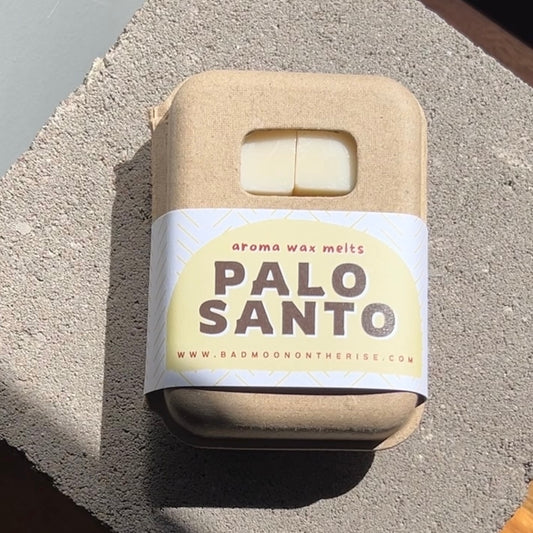 aroma wax melts
PALO
SANTO
WWW.BADMOONONTHERISE.COM